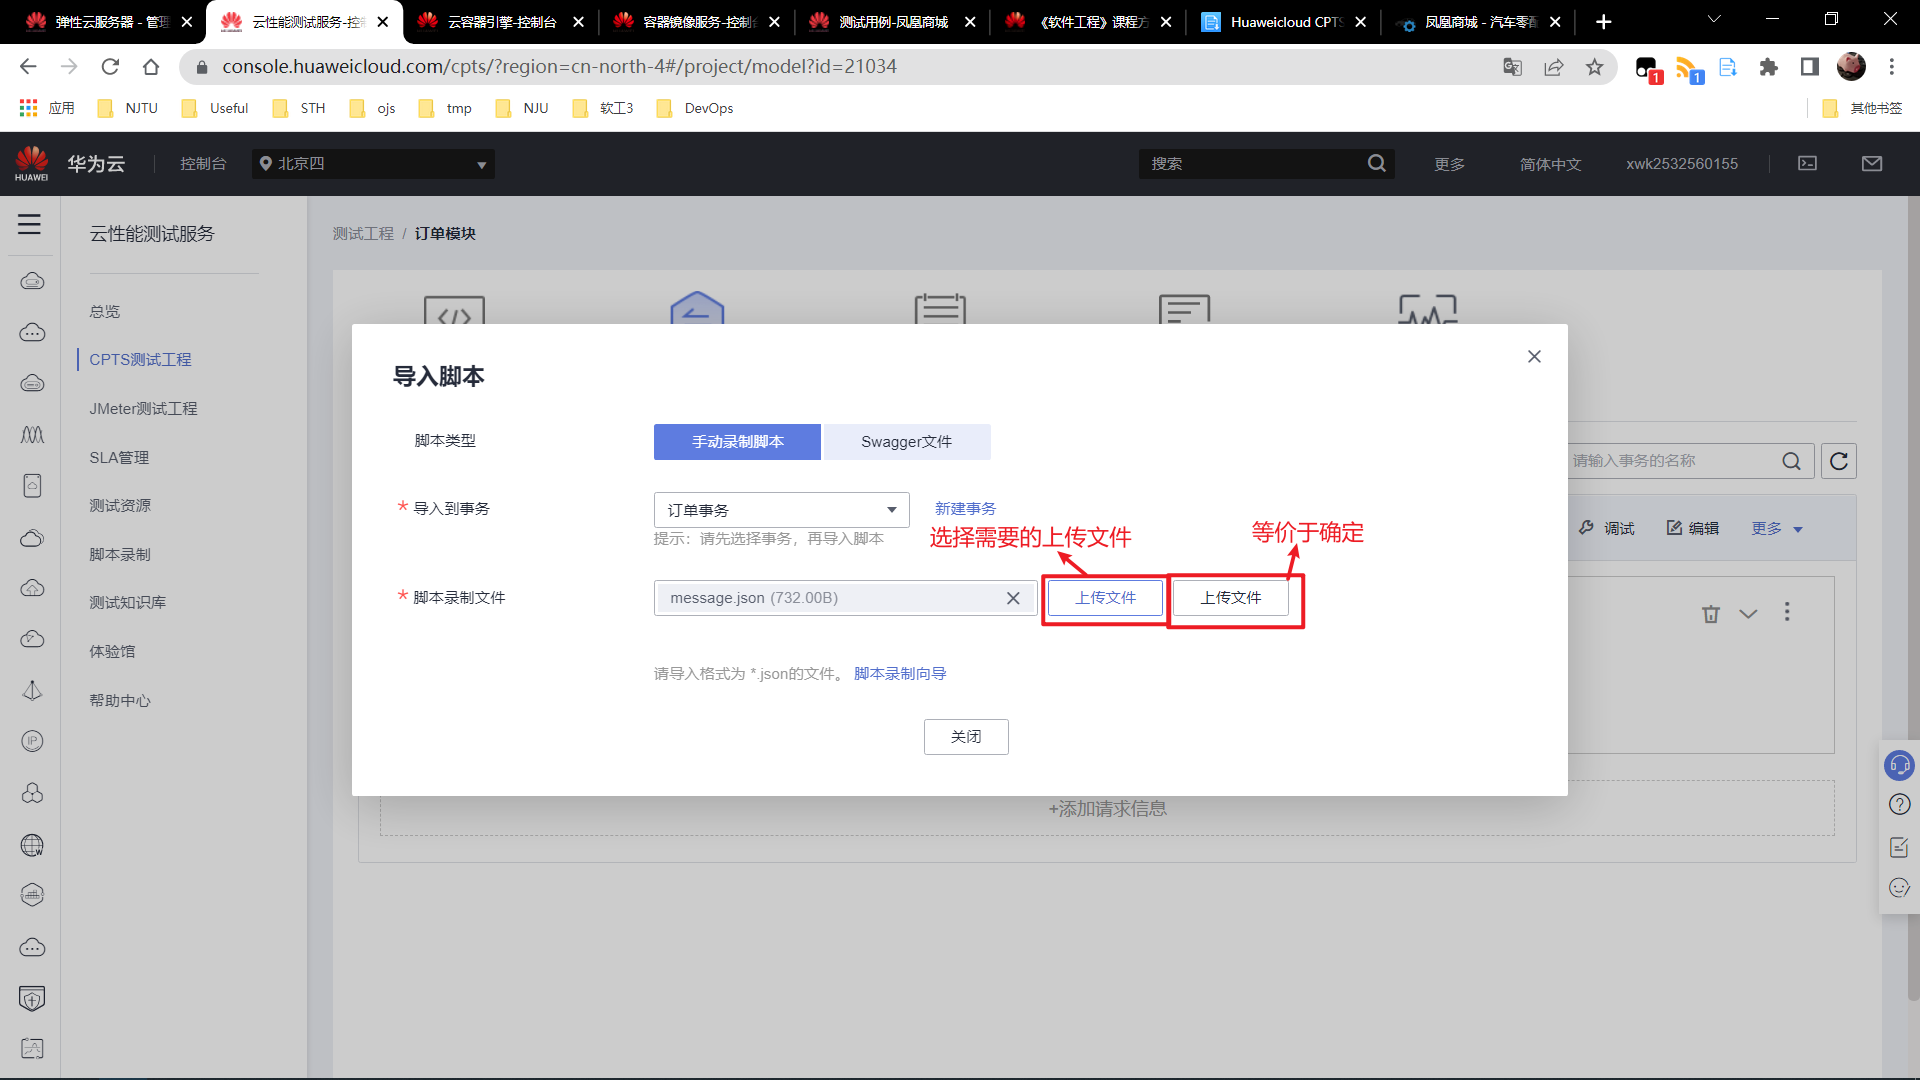 弹性云服务器 - 管理
云性能测试服务-控制
云容器引擎-控制台
容器镜像服务-控制台
测试用例-凤凰商城
《软件工程》课程方
Huaweicloud CPTS
凤凰商城 - 汽车零配
console.huaweicloud.com/cpts/?region=cn-north-4#/project/model?id=21034
1
1
应用
NJTU
Useful
STH
ojs
tmp
NJU
软工3
DevOps
其他书签
HUAWEI
华为云
控制台
北京四
搜索
更多
简体中文
xwk2532560155
云性能测试服务
总览
CPTS测试工程
JMeter测试工程
SLA管理
测试资源
脚本录制
测试知识库
体验馆
帮助中心
测试工程 / 订单模块
导入脚本
脚本类型
手动录制脚本
Swagger文件
* 导入到事务
订单事务
新建事务
提示：请先选择事务，再导入脚本
选择需要的上传文件
等价于确定
* 脚本录制文件
message.json (732.00B)
上传文件
上传文件
请导入格式为 *.json的文件。 脚本录制向导
关闭
请输入事务的名称
调试
编辑
更多
+添加请求信息